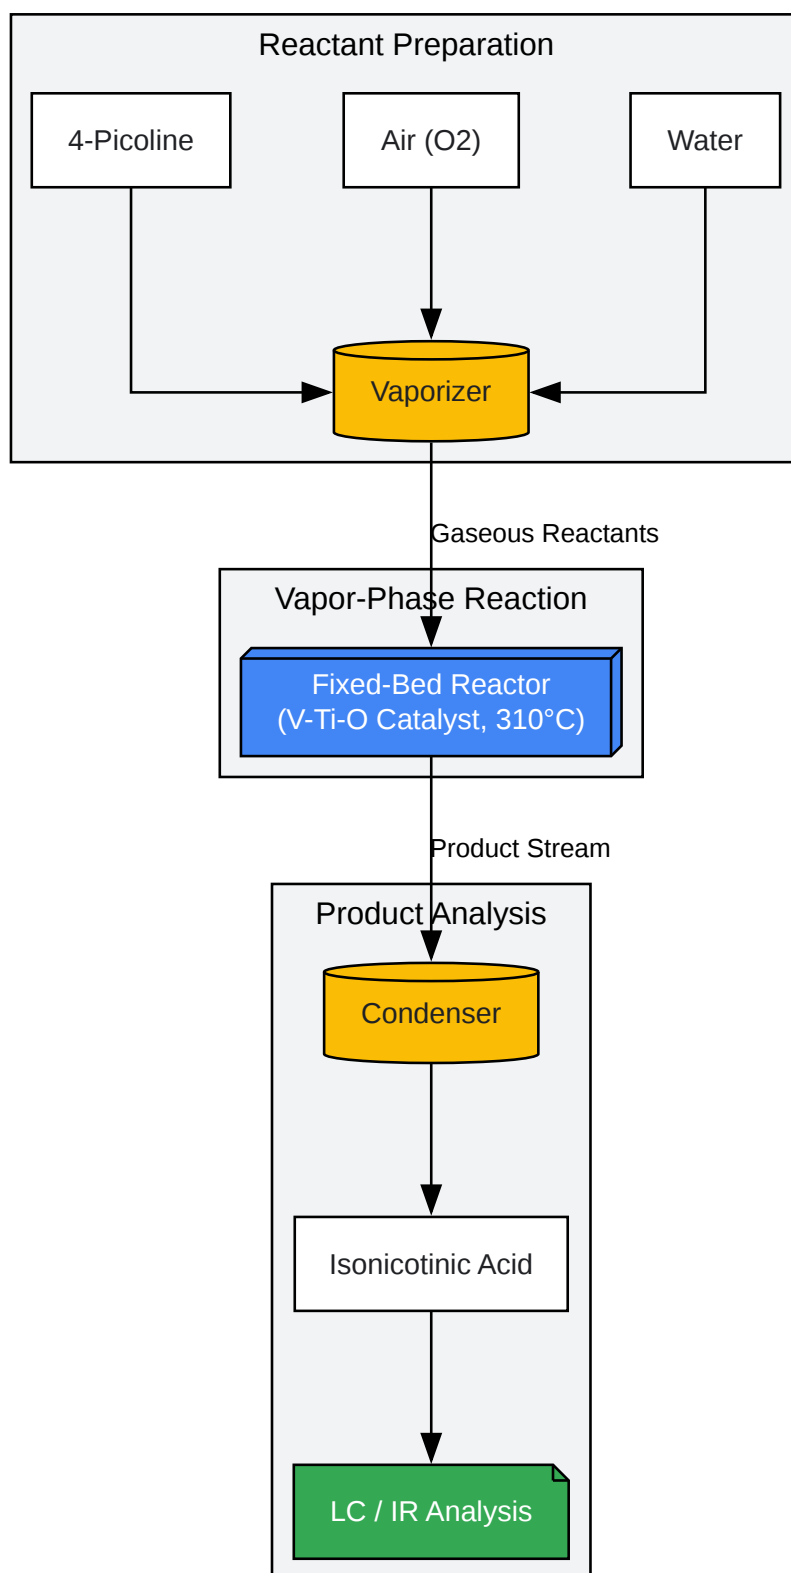 Reactant Preparation
4-Picoline
Air (O2)
Water
Vaporizer
Gaseous Reactants
Vapor-Phase Reaction
Fixed-Bed Reactor
(V-Ti-O Catalyst, 310°C)
Product Stream
Product Analysis
Condenser
Isonicotinic Acid
LC / IR Analysis